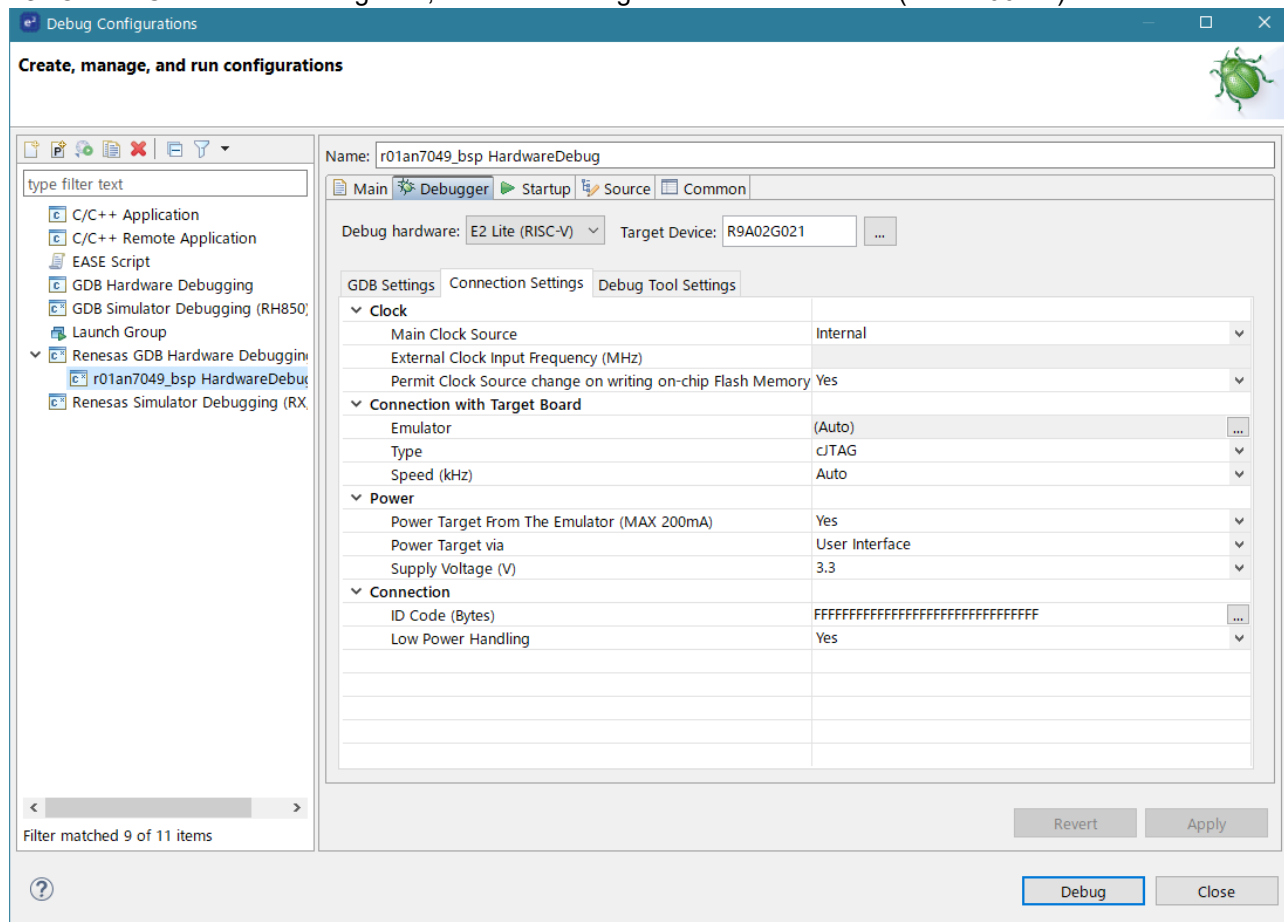 Debug Configurations
Create, manage, and run configurations
type filter text
C/C++ Application
C/C++ Remote Application
EASE Script
GDB Hardware Debugging
GDB Simulator Debugging (RH850)
Launch Group
Renesas GDB Hardware Debuggin
r01an7049_bsp HardwareDebug
Renesas Simulator Debugging (RX,
Filter matched 9 of 11 items
Name: r01an7049_bsp HardwareDebug
Main Debugger Startup Source Common
Debug hardware: E2 Lite (RISC-V) Target Device: R9A02G021 ...
GDB Settings Connection Settings Debug Tool Settings
Clock
Main Clock Source Internal
External Clock Input Frequency (MHz)
Permit Clock Source change on writing on-chip Flash Memory Yes
Connection with Target Board
Emulator (Auto) ...
Type cJTAG
Speed (kHz) Auto
Power
Power Target From The Emulator (MAX 200mA) Yes
Power Target via User Interface
Supply Voltage (V) 3.3
Connection
ID Code (Bytes) FFFFFFFFFFFFFFFFFFFFFFFFFFFFFFFF ...
Low Power Handling Yes
Revert Apply
Debug Close